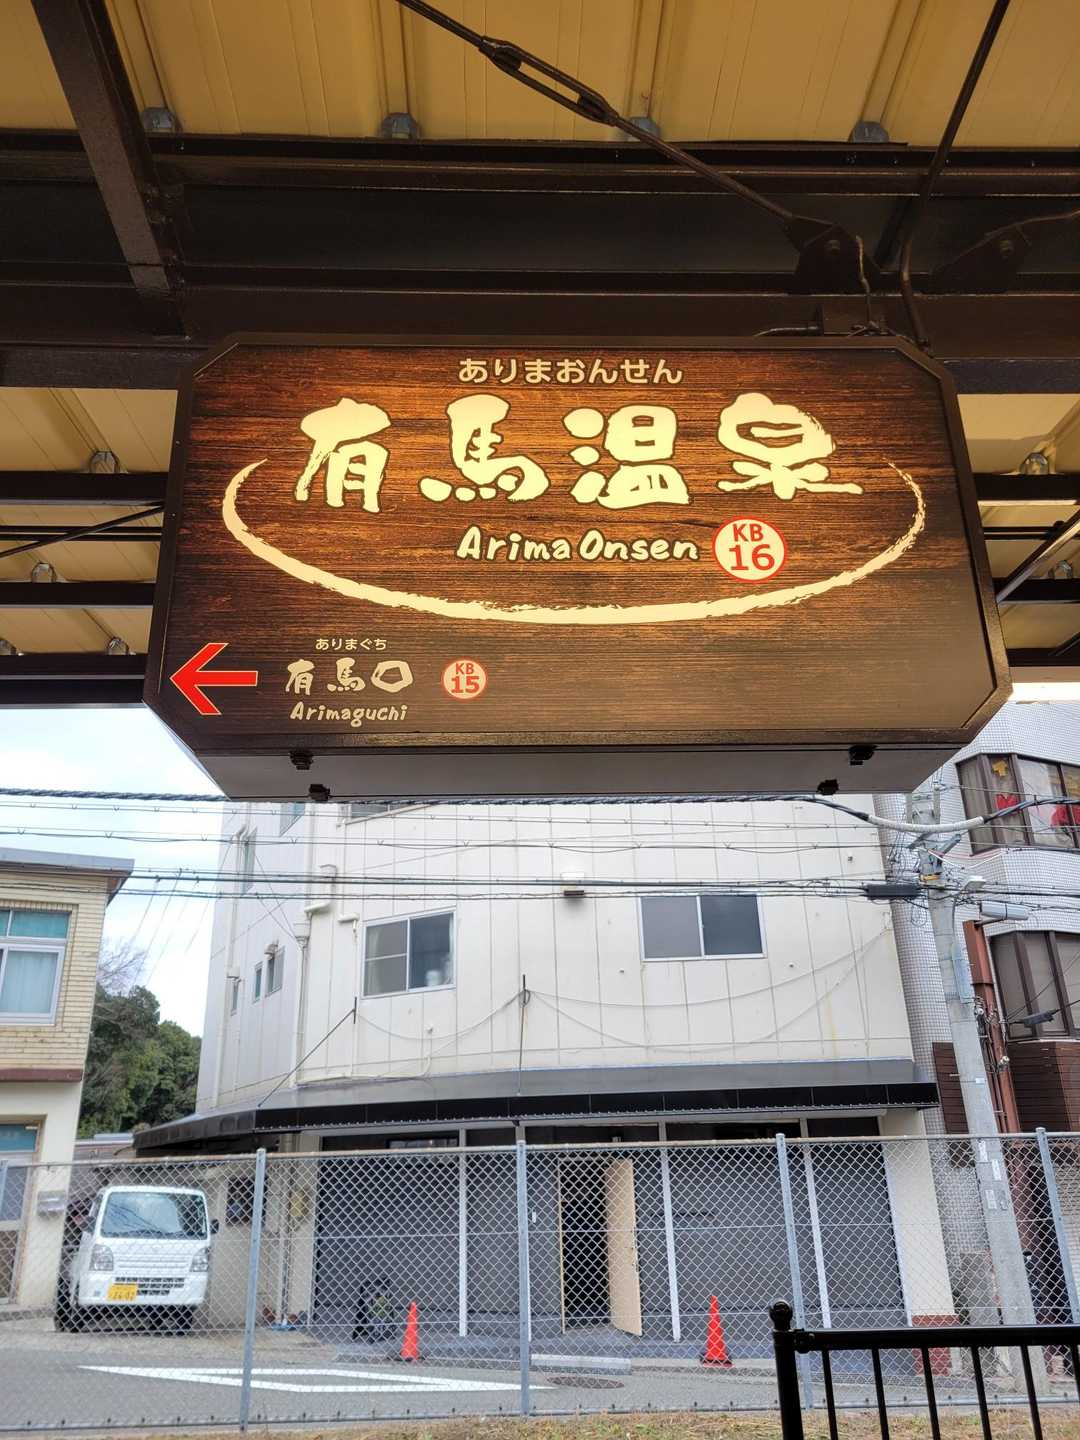 ありまおんせん
有馬温泉
Arima Onsen KB 16
ありまぐち
有馬口 KB 15
Arimaguchi